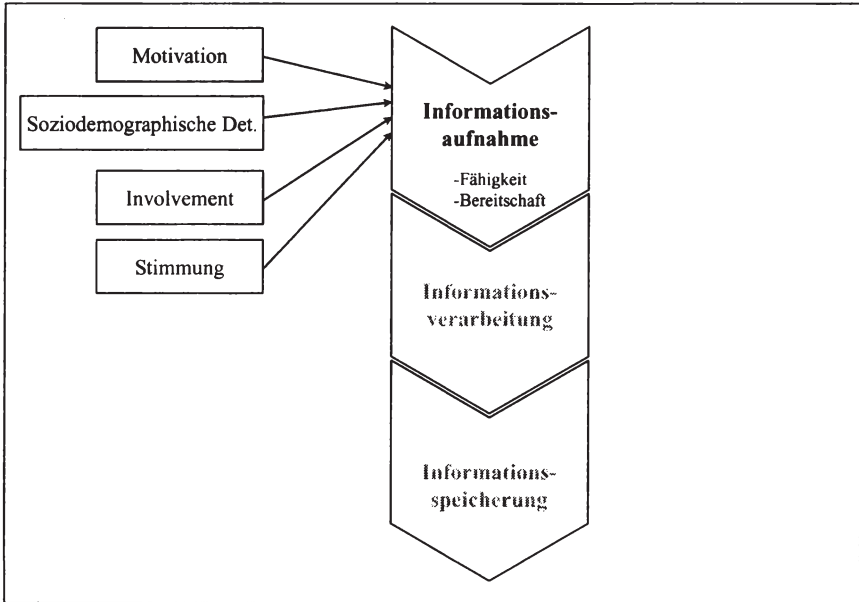 Motivation
Soziodemographische Det.
Involvement
Stimmung
Informations-
aufnahme
-Fähigkeit
-Bereitschaft
Informations-
verarbeitung
Informations-
speicherung